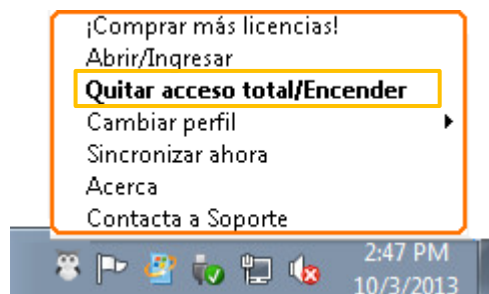 ¡Comprar más licencias!
Abrir/Ingresar
Quitar acceso total/Encender
Cambiar perfil
Sincronizar ahora
Acerca
Contacta a Soporte
2:47 PM
10/3/2013